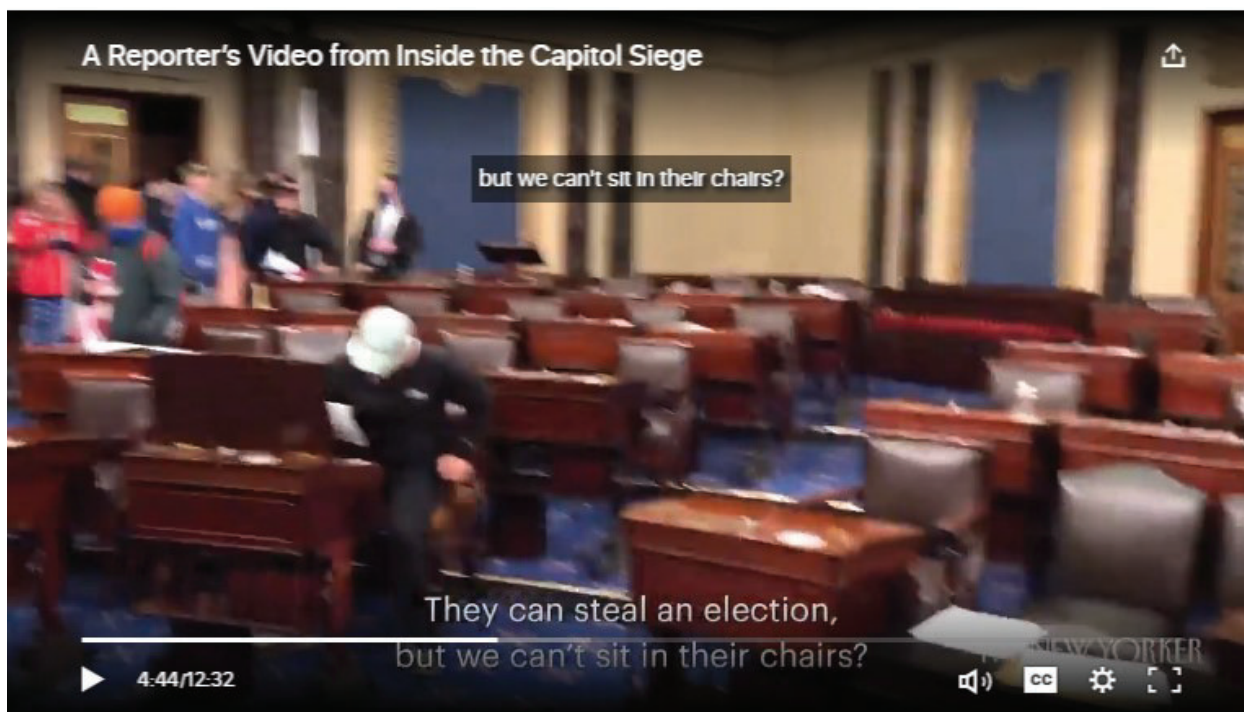 A Reporter's Video from Inside the Capitol Siege
but we can't sit in their chairs?
They can steal an election,
but we can't sit in their chairs?
NEW YORKER
4:44/12:32
CC